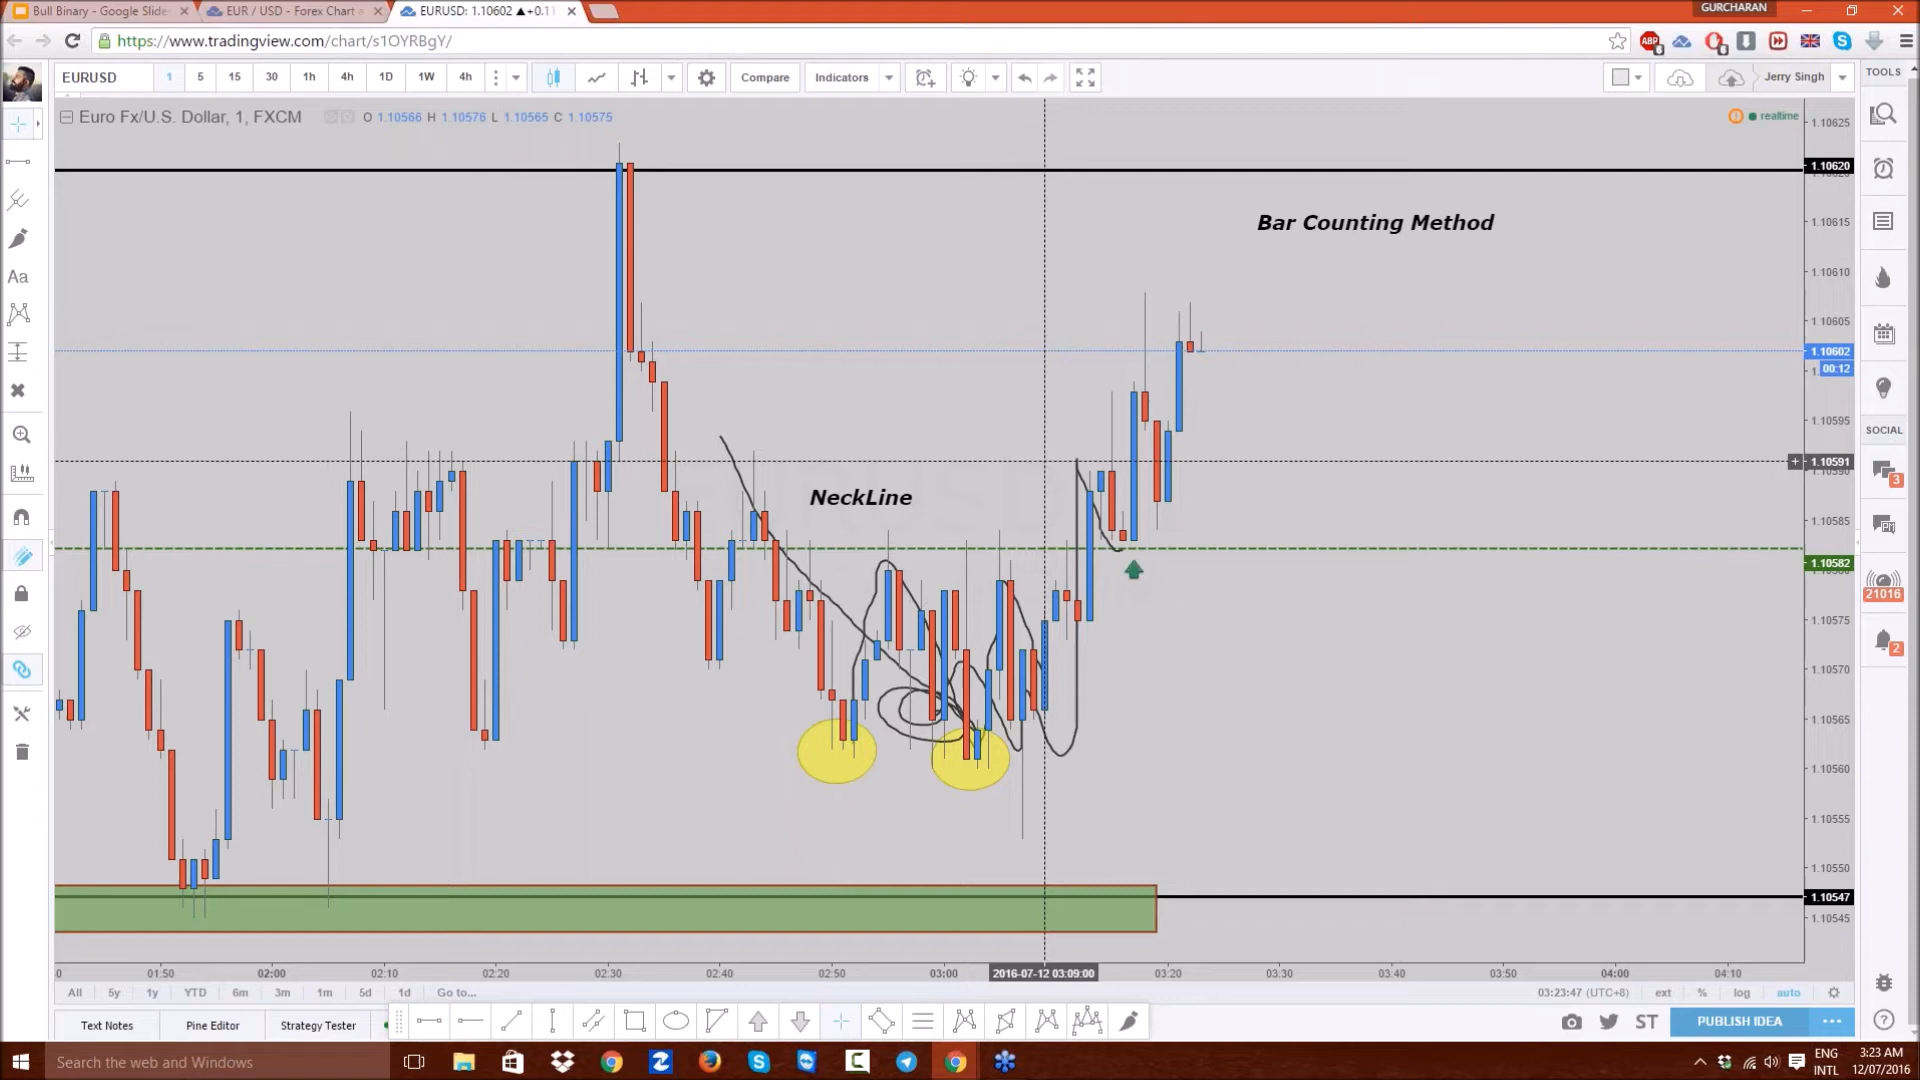 Bull Binary - Google Slide
EUR / USD - Forex Chart
EURUSD: 1.10602 ▲+0.1
GURCHARAN
https://www.tradingview.com/chart/s1OYRBgY/
EURUSD 1 5 15 30 1h 4h 1D 1W 4h Compare Indicators Jerry Singh
TOOLS
Euro Fx/U.S. Dollar, 1, FXCM O 1.10566 H 1.10576 L 1.10565 C 1.10575
realtime
1.10625
1.10620
1.10615
Bar Counting Method
1.10610
1.10605
1.10602
00:12
1.10595
SOCIAL
1.10591
3
NeckLine
1.10585
1.10582
21016
1.10575
2
1.10570
1.10565
1.10560
1.10555
1.10550
1.10547
1.10545
01:50 02:00 02:10 02:20 02:30 02:40 02:50 03:00 2016-07-12 03:09:00 03:20 03:30 03:40 03:50 04:00 04:10
All 5y 1y YTD 6m 3m 1m 5d 1d Go to... 03:23:47 (UTC+8) ext % log auto
Text Notes Pine Editor Strategy Tester ST PUBLISH IDEA
Search the web and Windows
ENG
INTL
3:23 AM
12/07/2016